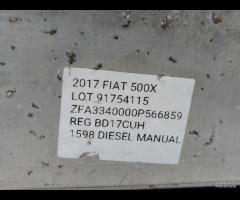 2017 FIAT 500X
LOT 91754115
ZFA3340000P566859
REG BD17CUH
1598 DIESEL MANUAL